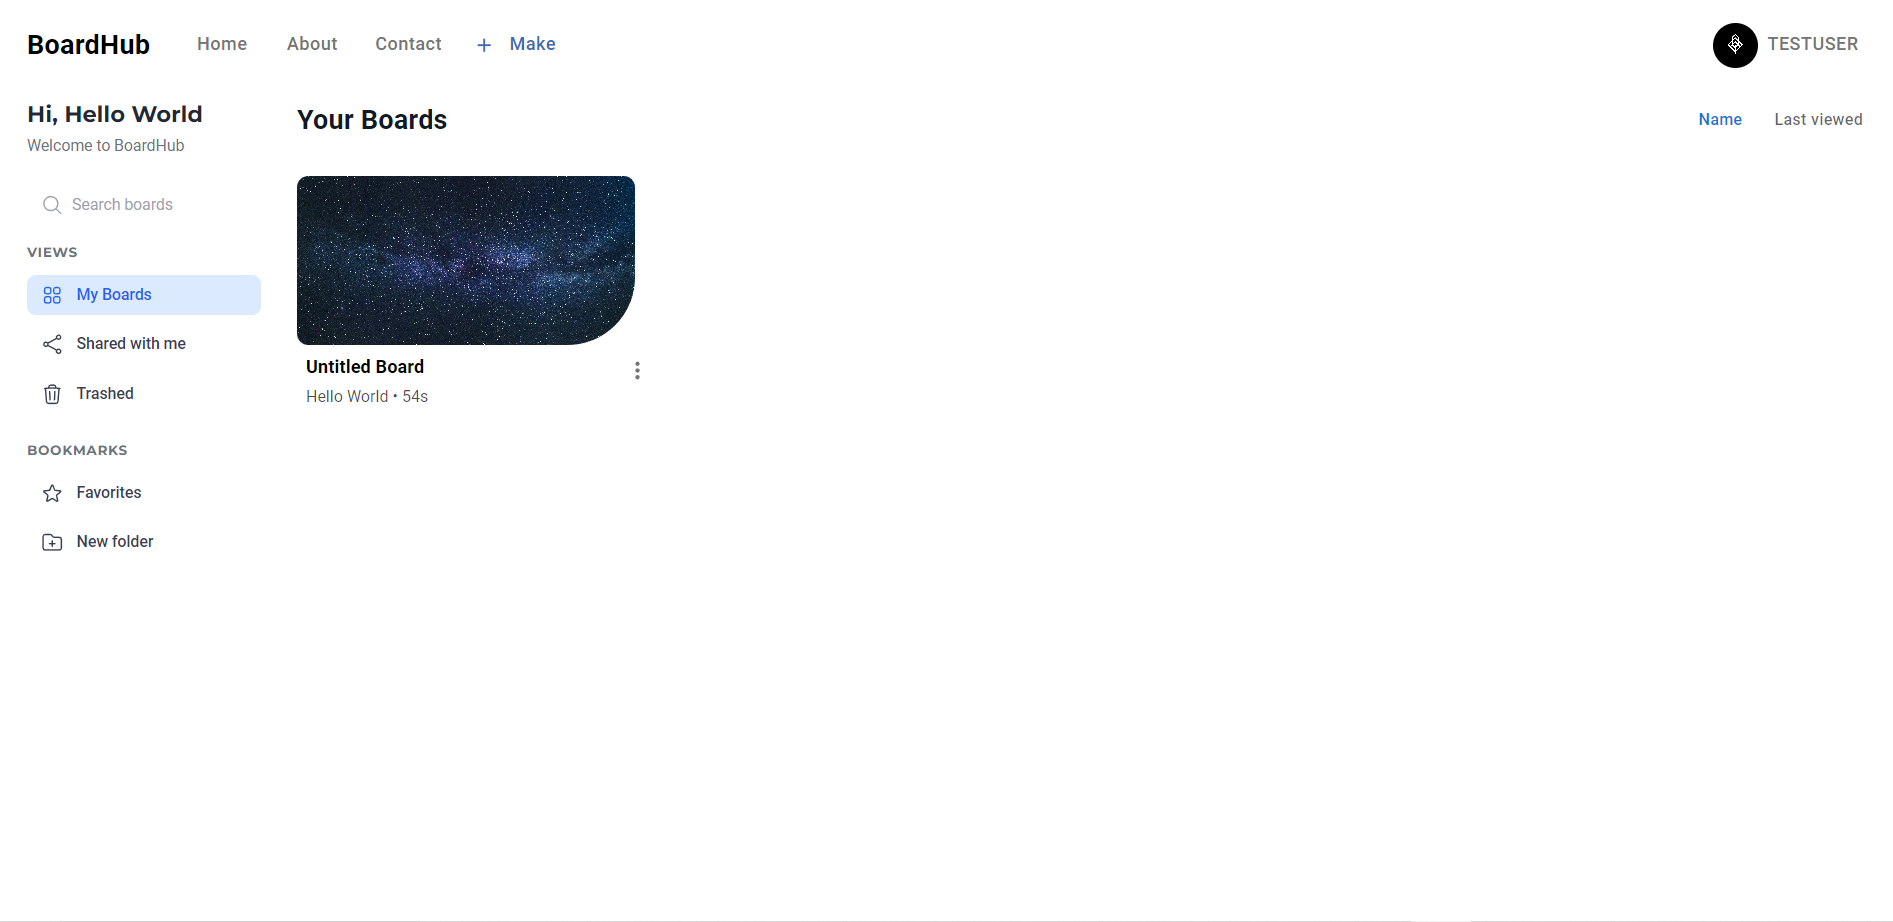 BoardHub
Home
About
Contact
Make
TESTUSER
Hi, Hello World
Welcome to BoardHub
Search boards
VIEWS
My Boards
Shared with me
Trashed
BOOKMARKS
Favorites
New folder
Your Boards
Name
Last viewed
Untitled Board
Hello World • 54s